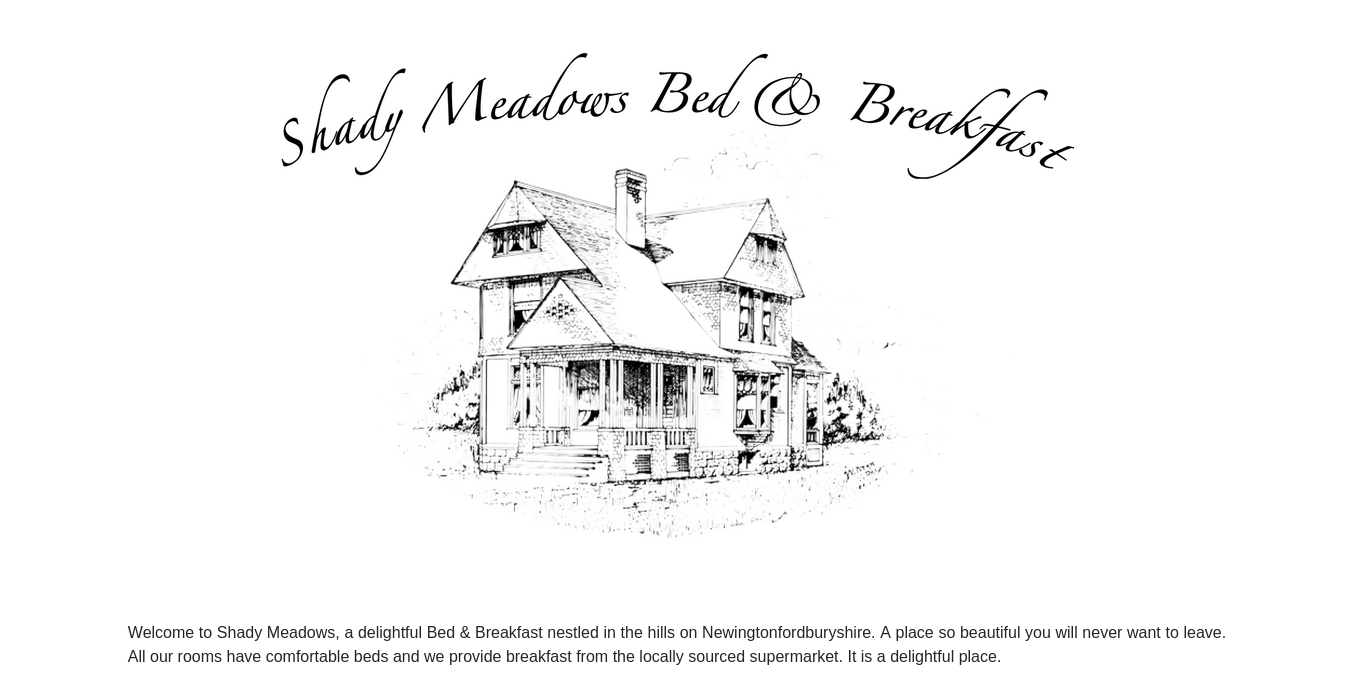 Shady Meadows Bed & Breakfast
Welcome to Shady Meadows, a delightful Bed & Breakfast nestled in the hills on Newingtonfordburyshire. A place so beautiful you will never want to leave.
All our rooms have comfortable beds and we provide breakfast from the locally sourced supermarket. It is a delightful place.